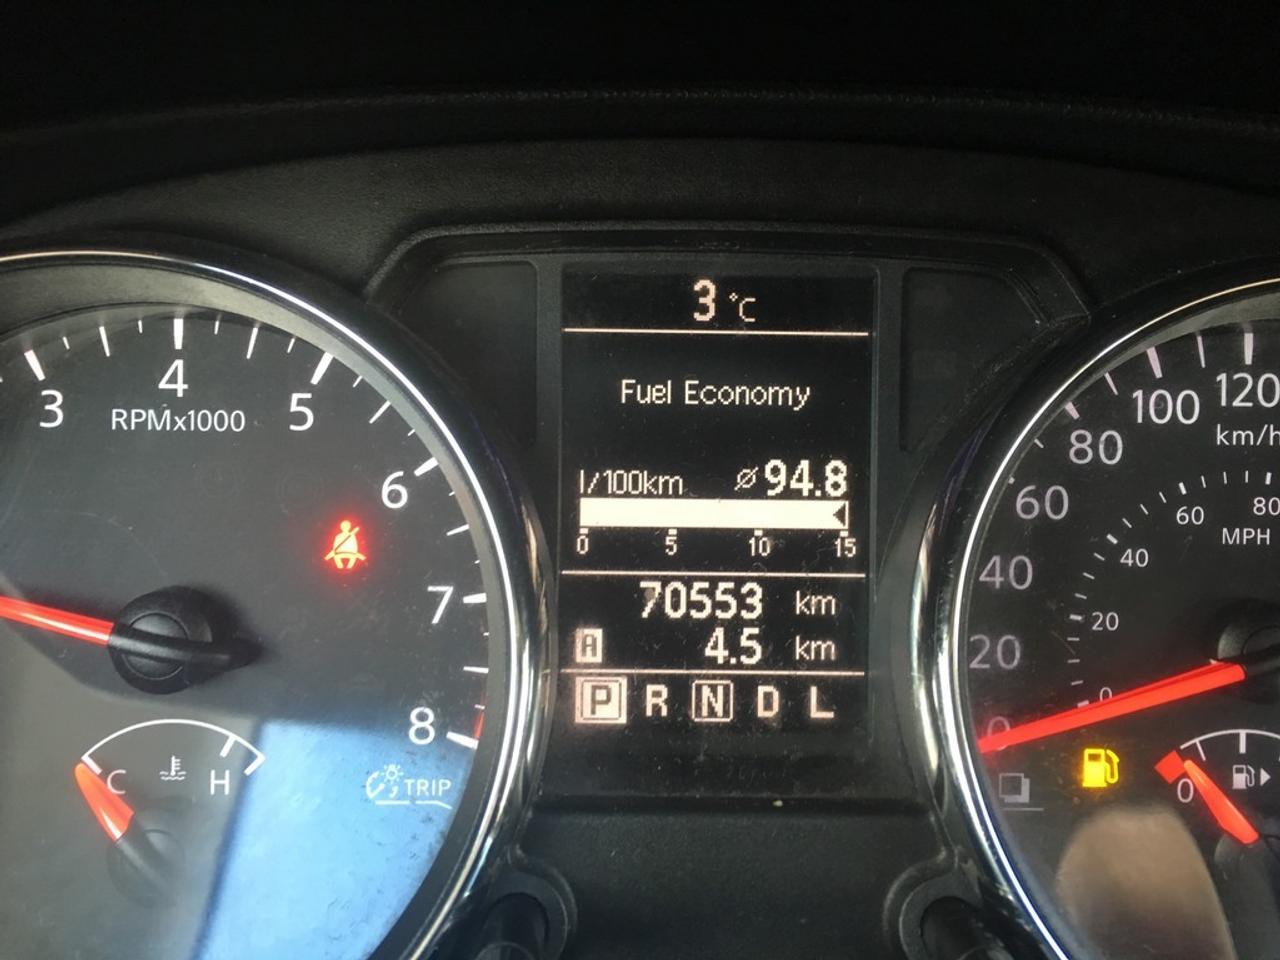 3 4 5 6 7 8
RPMx1000
C H
TRIP
3 °C
Fuel Economy
l/100km ⌀94.8
0 5 10 15
70553 km
A 4.5 km
P R N D L
0 20 40 60 80 100 120
km/h
0 20 40 60 80
MPH
0